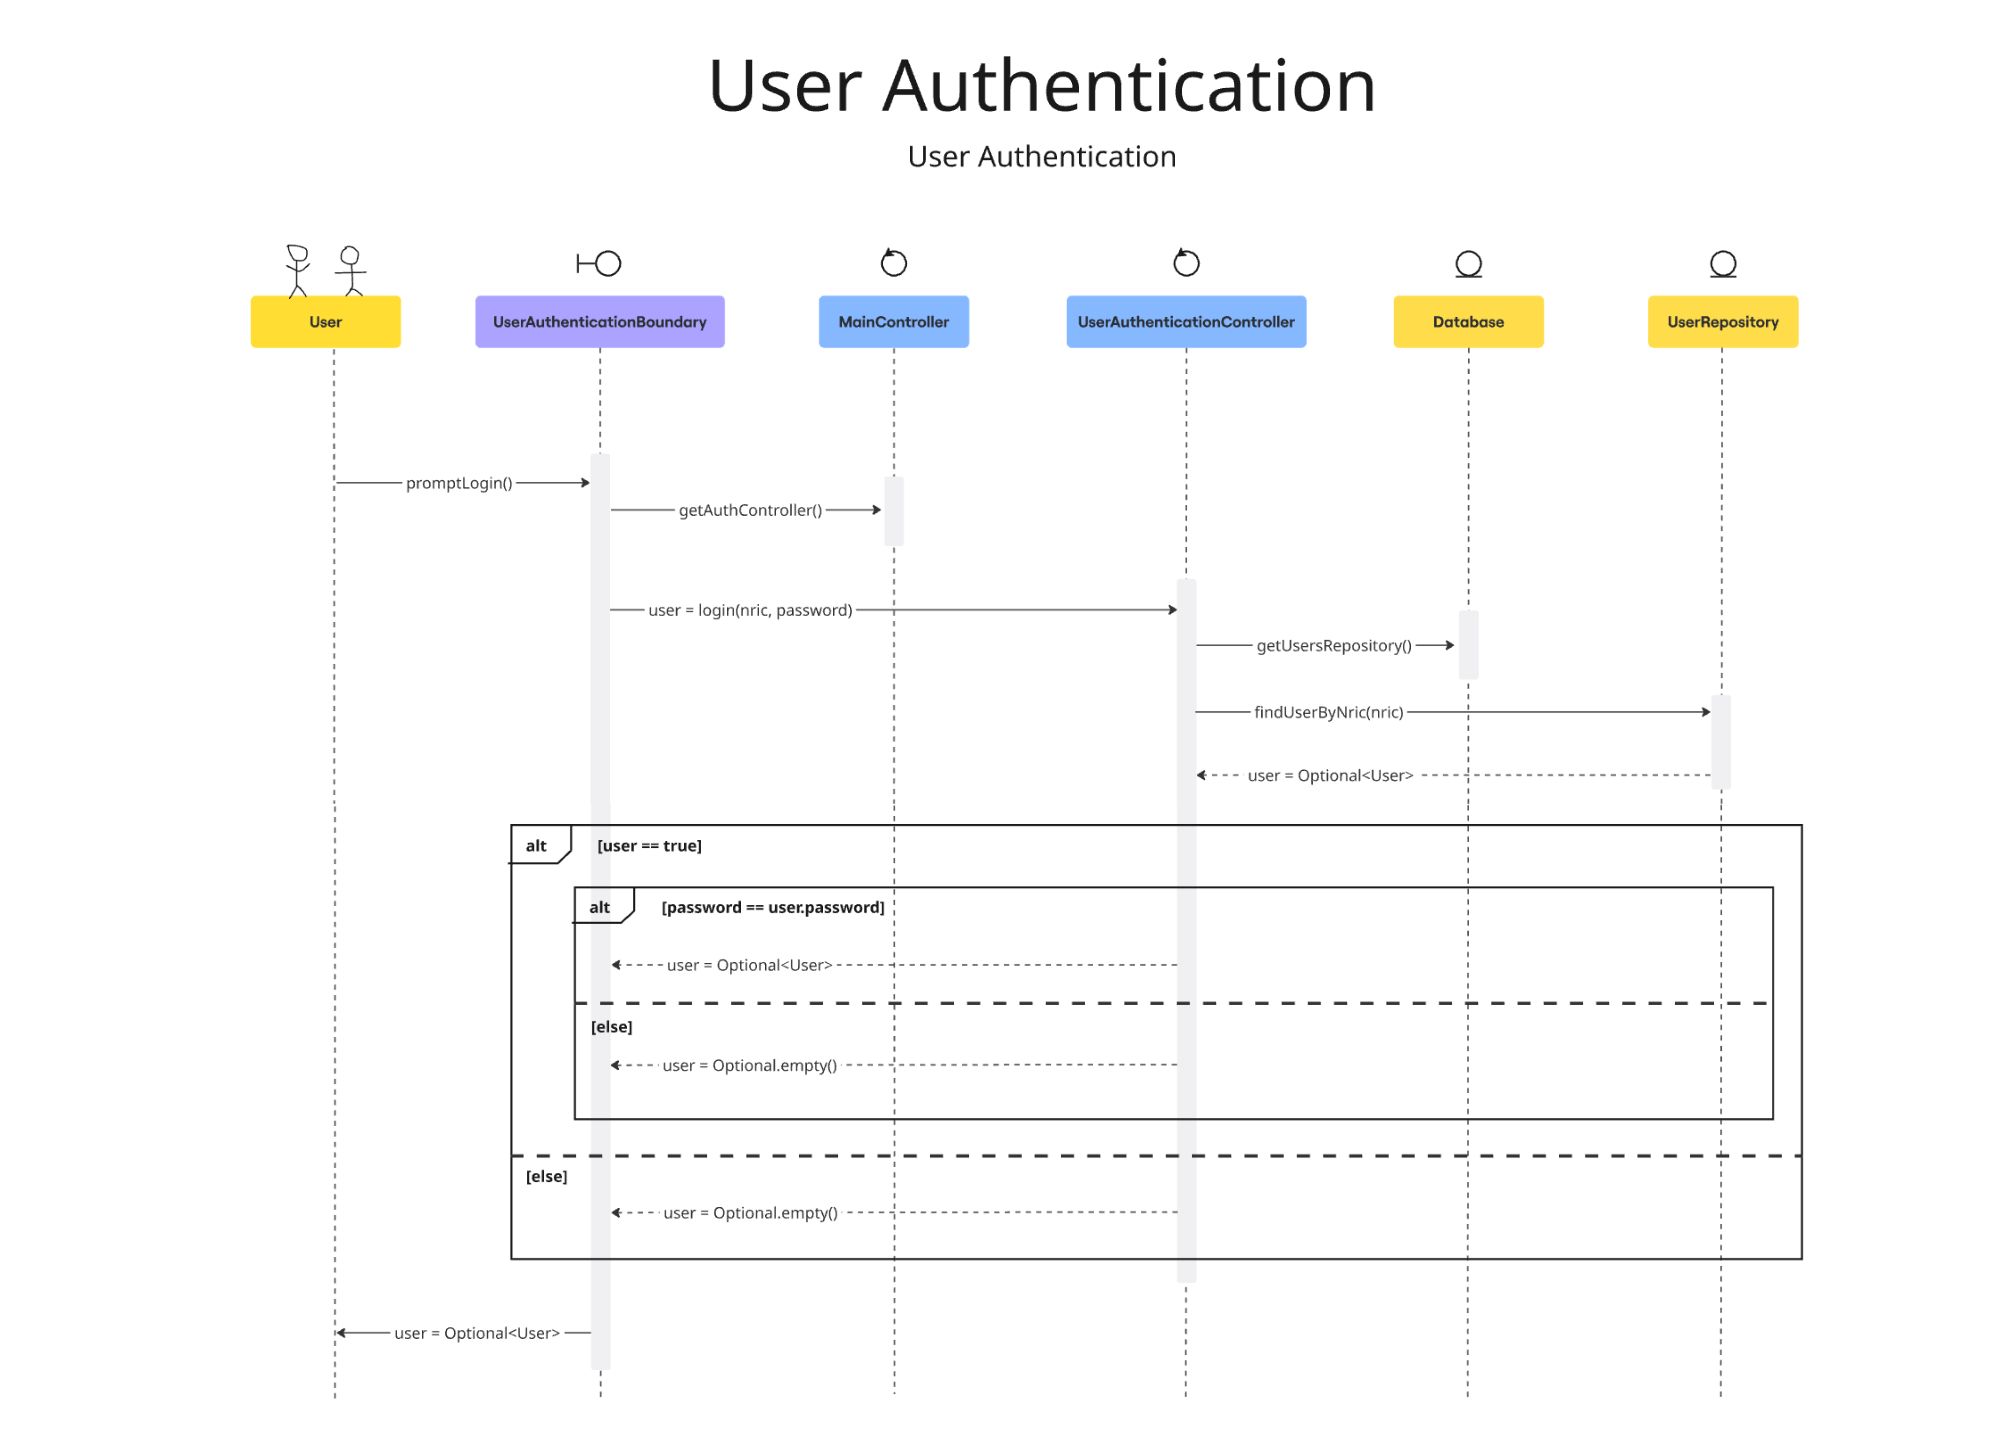 User Authentication
User Authentication
User
UserAuthenticationBoundary
MainController
UserAuthenticationController
Database
UserRepository
promptLogin()
getAuthController()
user = login(nric, password)
getUsersRepository()
findUserByNric(nric)
user = Optional<User>
alt
[user == true]
alt
[password == user.password]
user = Optional<User>
[else]
user = Optional.empty()
[else]
user = Optional.empty()
user = Optional<User>